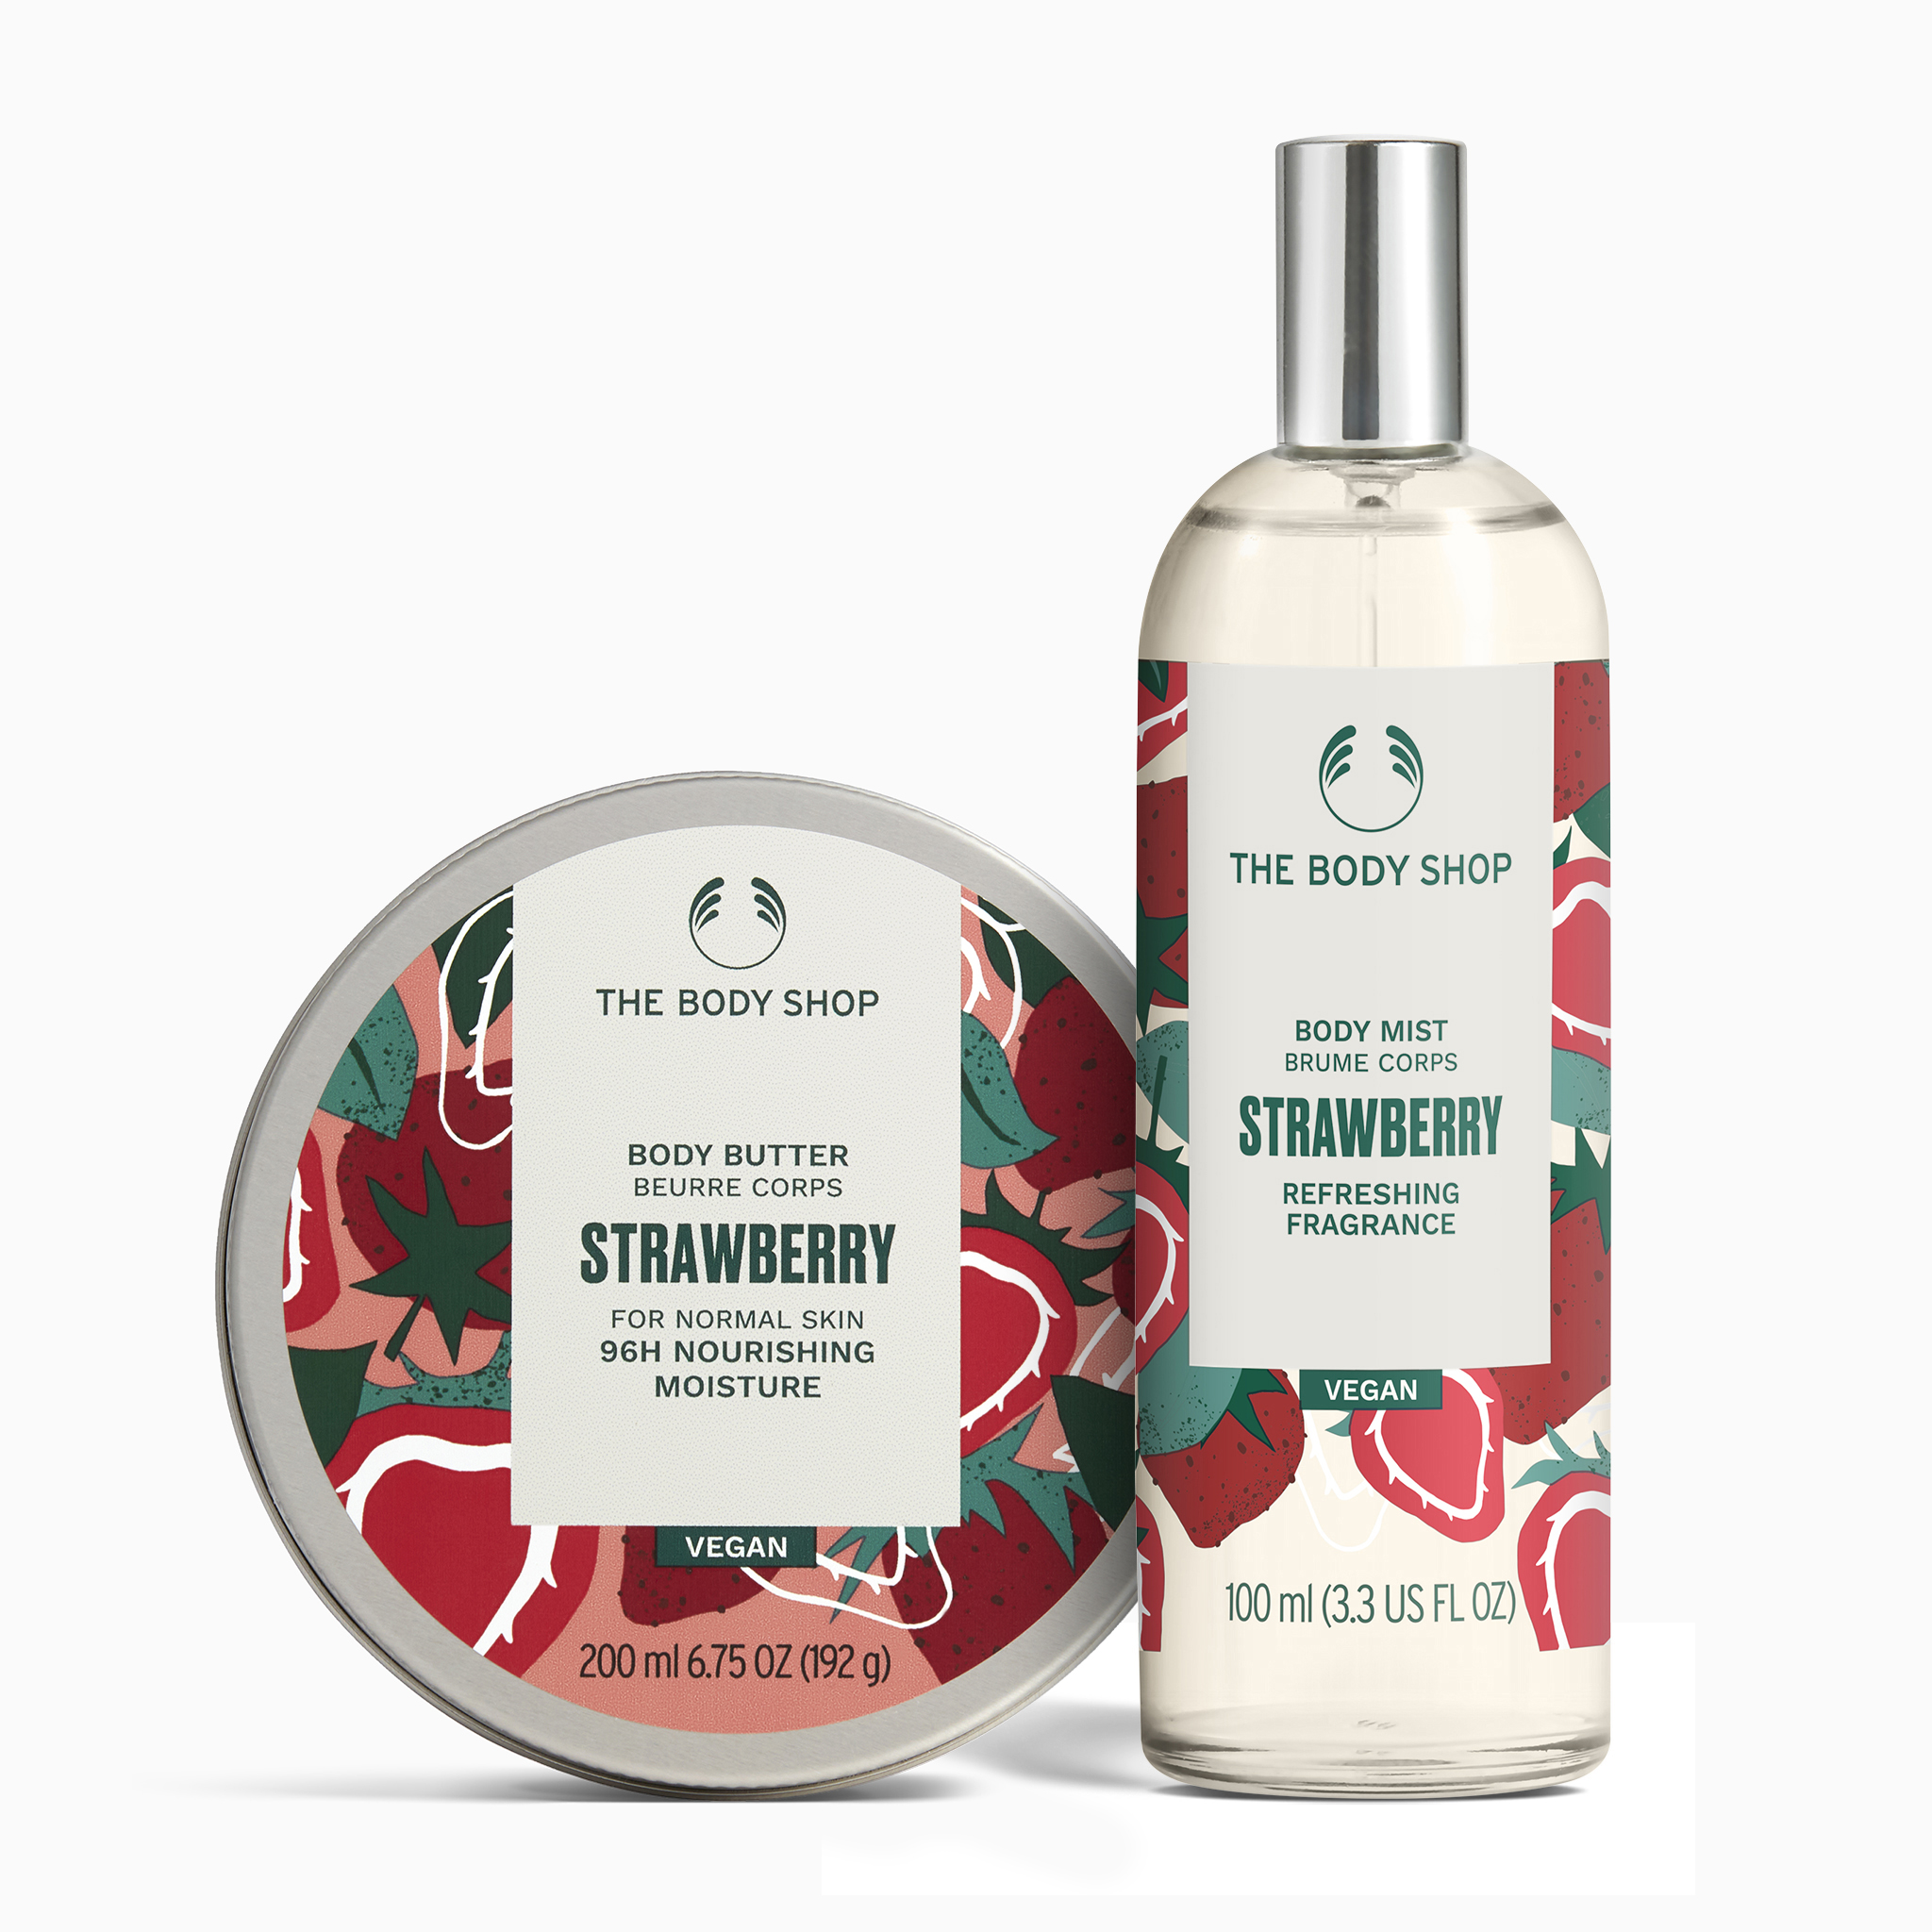 THE BODY SHOP
BODY BUTTER
BEURRE CORPS
STRAWBERRY
FOR NORMAL SKIN
96H NOURISHING
MOISTURE
VEGAN
200 ml 6.75 OZ (192 g)
THE BODY SHOP
BODY MIST
BRUME CORPS
STRAWBERRY
REFRESHING
FRAGRANCE
VEGAN
100 ml (3.3 US FL OZ)